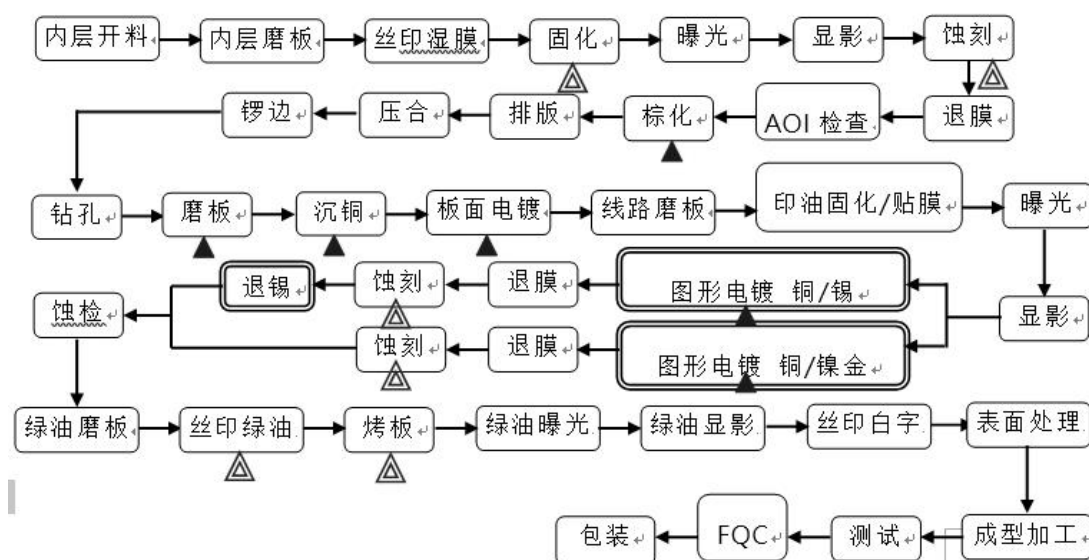 内层开料
内层磨板
丝印湿膜
固化
曝光
显影
蚀刻
退膜
AOI 检查
棕化
排版
压合
锣边
钻孔
磨板
沉铜
板面电镀
线路磨板
印油固化/贴膜
曝光
显影
图形电镀 铜/锡
退膜
蚀刻
退锡
图形电镀 铜/镍金
退膜
蚀刻
蚀检
绿油磨板
丝印绿油
烤板
绿油曝光
绿油显影
丝印白字
表面处理
成型加工
测试
FQC
包装